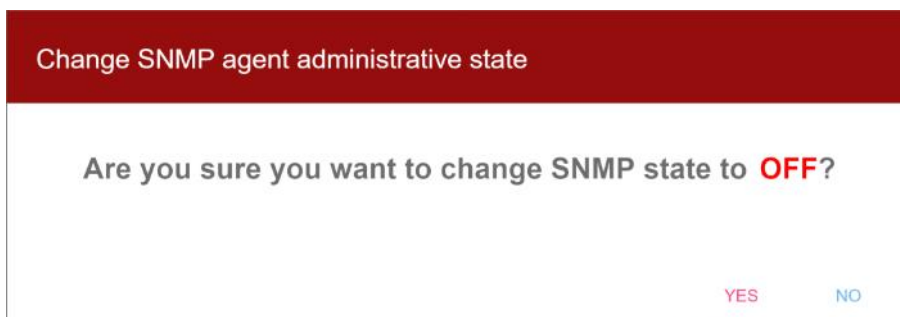 Change SNMP agent administrative state
Are you sure you want to change SNMP state to OFF?
YES NO